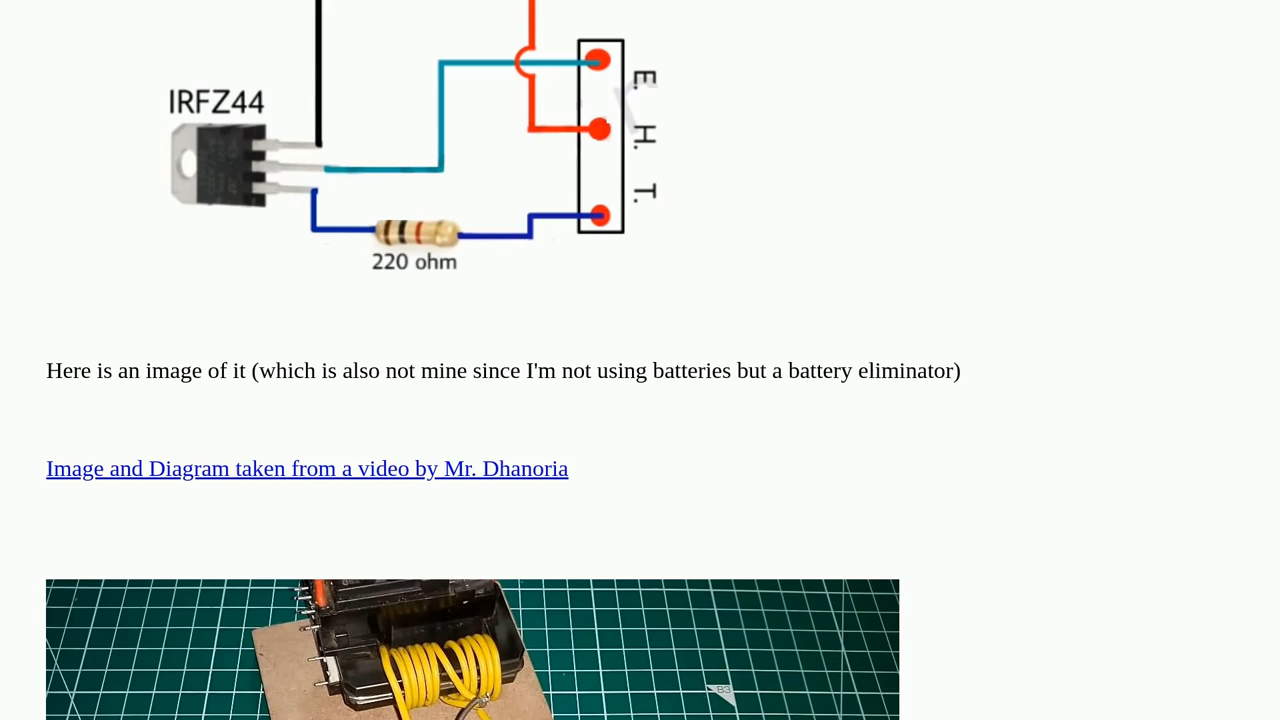 IRFZ44
E.
H.
T.
220 ohm
Here is an image of it (which is also not mine since I'm not using batteries but a battery eliminator)
Image and Diagram taken from a video by Mr. Dhanoria
B3